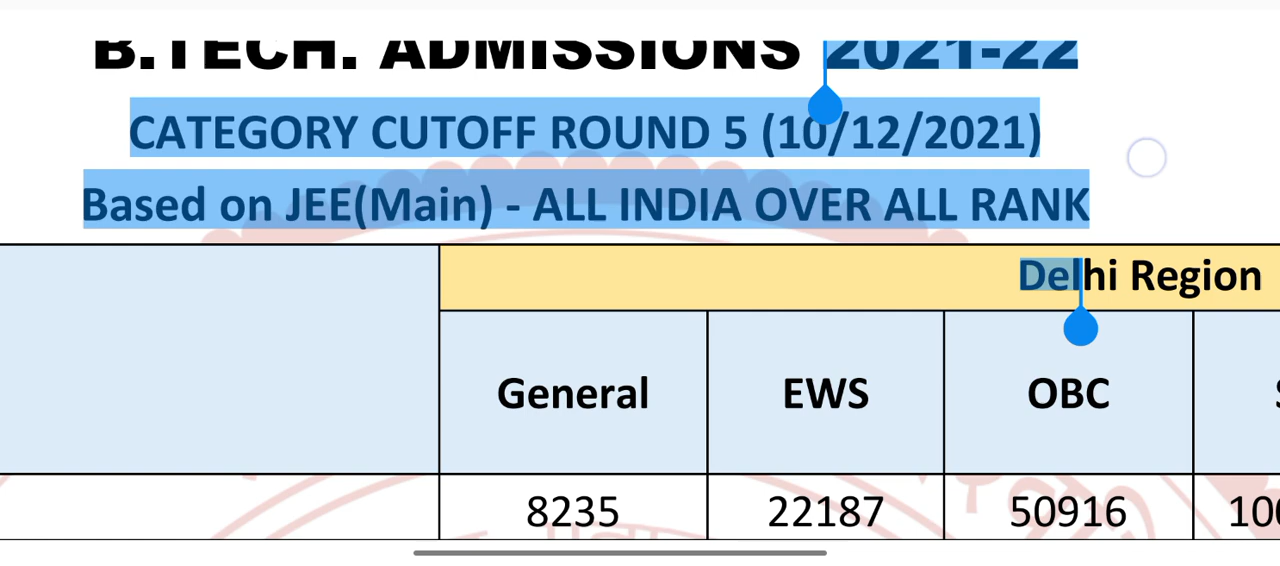 B.TECH. ADMISSIONS 2021-22
CATEGORY CUTOFF ROUND 5 (10/12/2021)
Based on JEE(Main) - ALL INDIA OVER ALL RANK
Delhi Region
General EWS OBC
8235 22187 50916